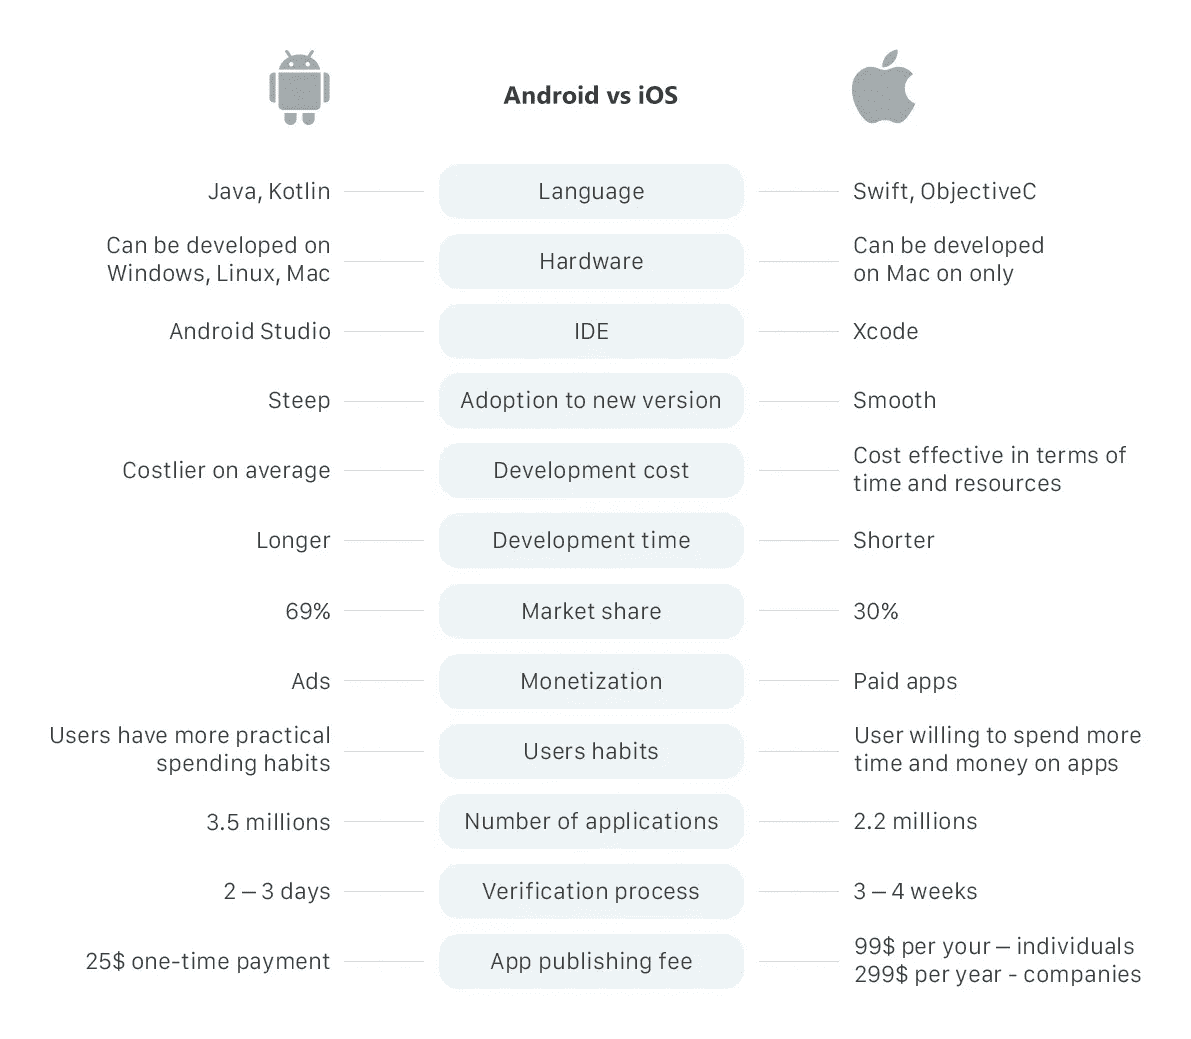 Android vs iOS
Java, Kotlin
Language
Swift, ObjectiveC
Can be developed on
Windows, Linux, Mac
Hardware
Can be developed
on Mac on only
Android Studio
IDE
Xcode
Steep
Adoption to new version
Smooth
Costlier on average
Development cost
Cost effective in terms of
time and resources
Longer
Development time
Shorter
69%
Market share
30%
Ads
Monetization
Paid apps
Users have more practical
spending habits
Users habits
User willing to spend more
time and money on apps
3.5 millions
Number of applications
2.2 millions
2 – 3 days
Verification process
3 – 4 weeks
25$ one-time payment
App publishing fee
99$ per your – individuals
299$ per year - companies